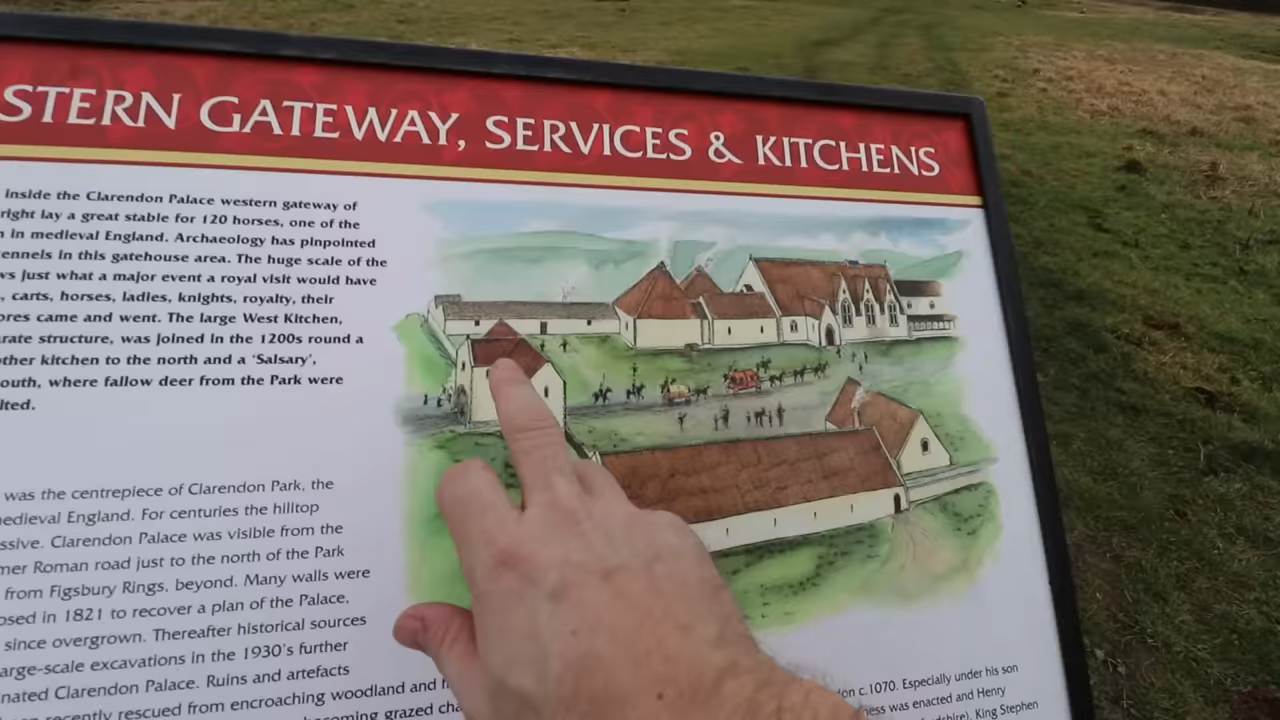 STERN GATEWAY, SERVICES & KITCHENS
inside the Clarendon Palace western gateway of
right lay a great stable for 120 horses, one of the
in medieval England. Archaeology has pinpointed
ennels in this gatehouse area. The huge scale of the
ws just what a major event a royal visit would have
, carts, horses, ladies, knights, royalty, their
ores came and went. The large West Kitchen,
rate structure, was joined in the 1200s round a
other kitchen to the north and a 'Salsary',
outh, where fallow deer from the Park were
lted.
was the centrepiece of Clarendon Park, the
edieval England. For centuries the hilltop
ssive. Clarendon Palace was visible from the
mer Roman road just to the north of the Park
from Figsbury Rings, beyond. Many walls were
osed in 1821 to recover a plan of the Palace,
since overgrown. Thereafter historical sources
arge-scale excavations in the 1930's further
nated Clarendon Palace. Ruins and artefacts
recently rescued from encroaching woodland and
coming grazed cha
on c.1070. Especially under his son
ness was enacted and Henry
dshire). King Stephen